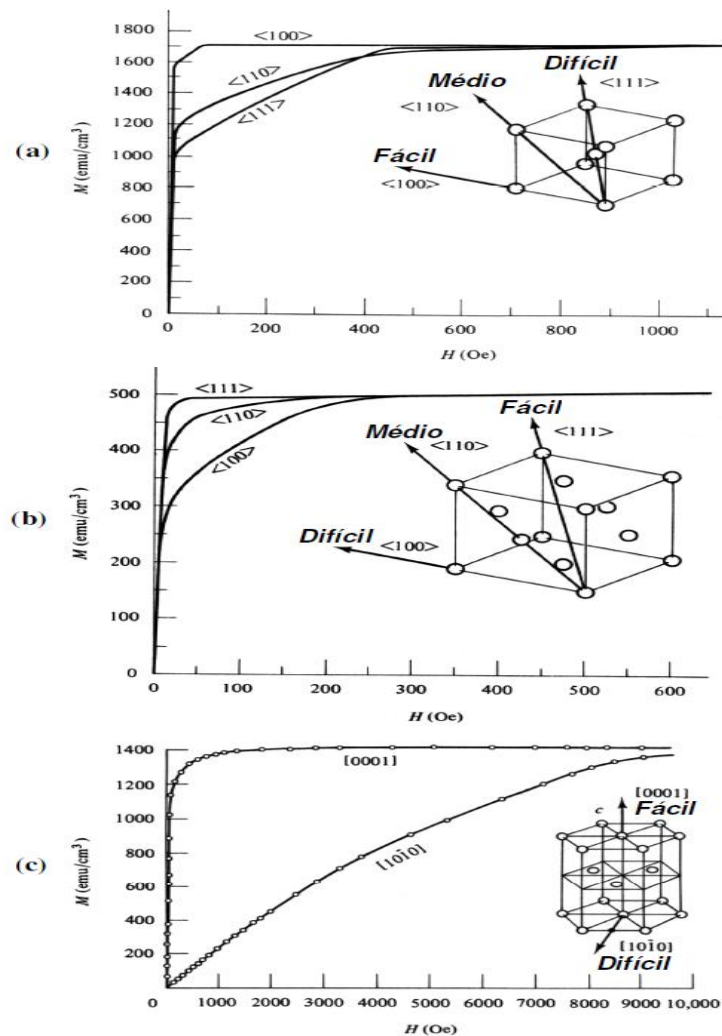 (a)
M (emu/cm³)
1800
1600
1400
1200
1000
800
600
400
200
0
<100>
<110>
<111>
Médio
<110>
Difícil
<111>
Fácil
<100>
0 200 400 600 800 1000
H (Oe)
(b)
M (emu/cm³)
500
400
300
200
100
0
<111>
<110>
<100>
Fácil
<111>
Médio
<110>
Difícil
<100>
0 100 200 300 400 500 600
H (Oe)
(c)
M (emu/cm³)
1400
1200
1000
800
600
400
200
[0001]
[101̄0]
[0001]
c
Fácil
[101̄0]
Difícil
0 1000 2000 3000 4000 5000 6000 7000 8000 9000 10,000
H (Oe)